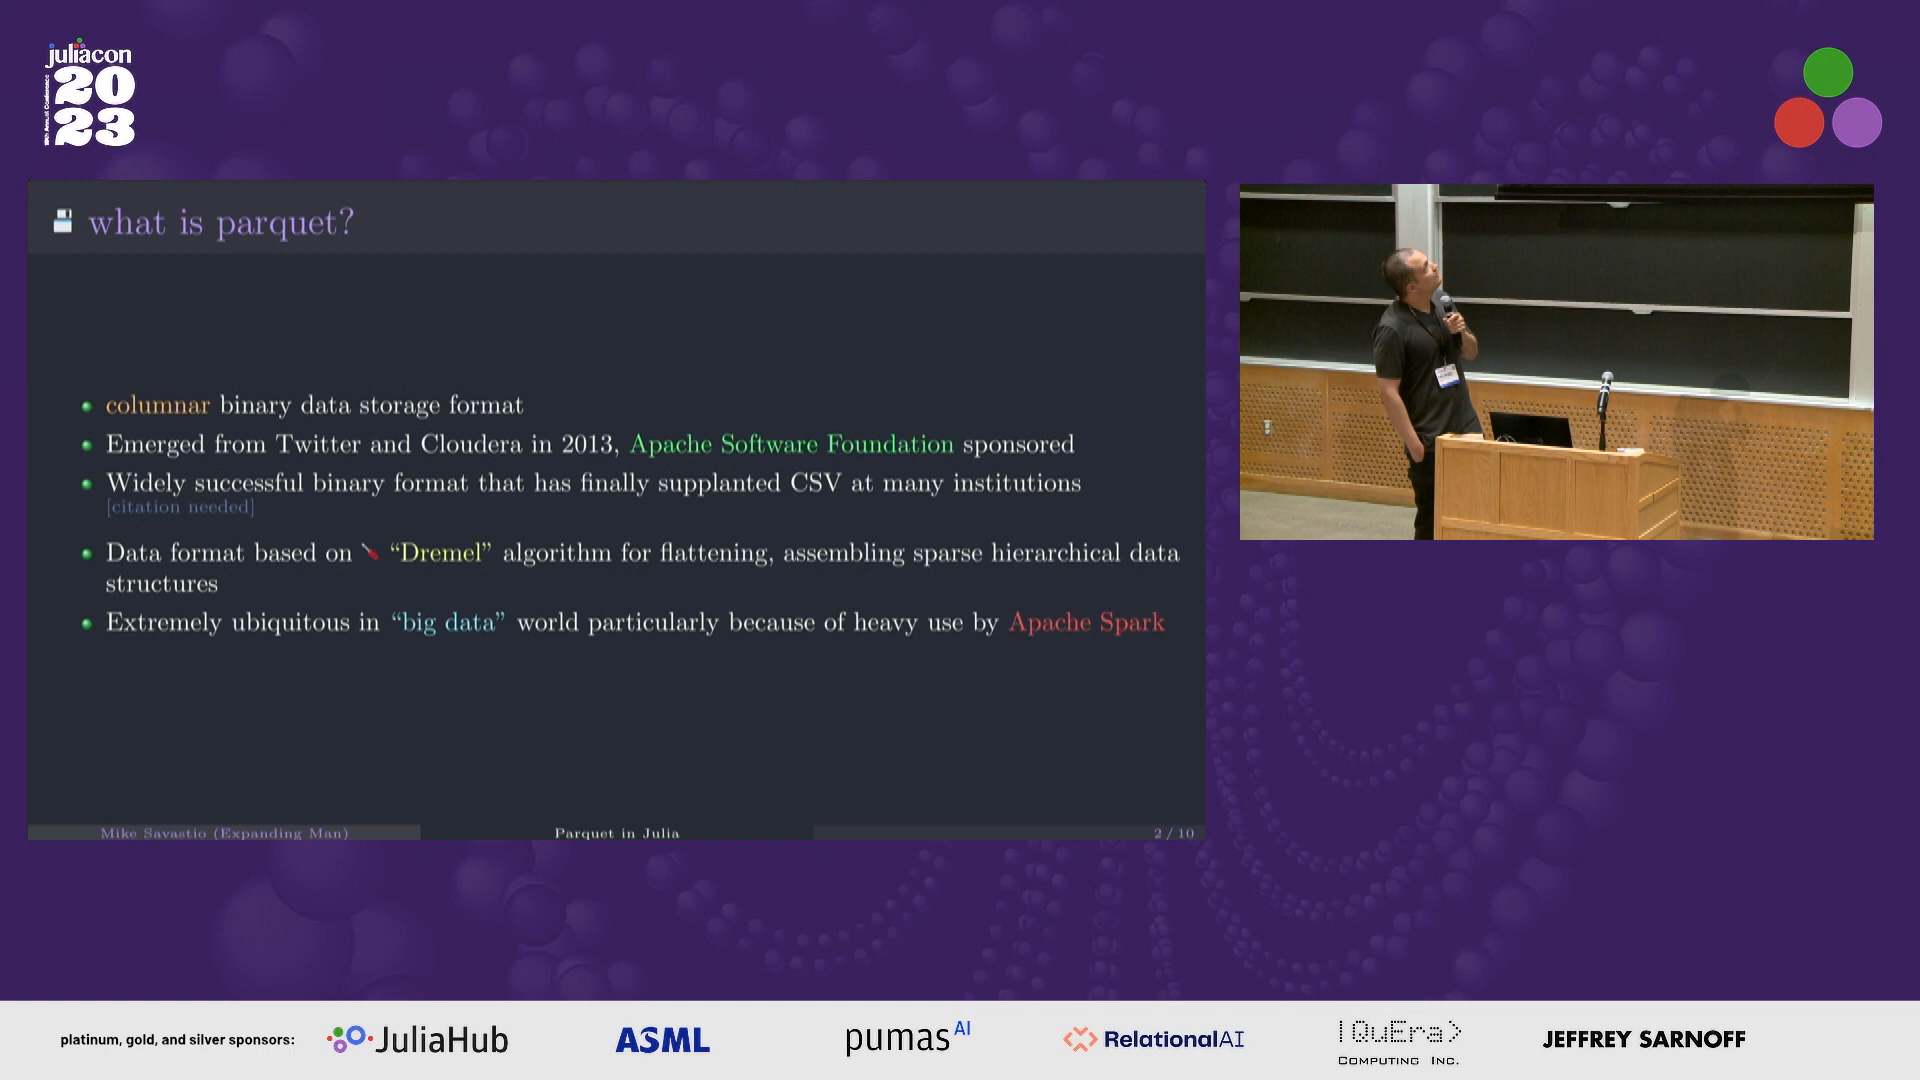 juliacon
20
23
what is parquet?
columnar binary data storage format
Emerged from Twitter and Cloudera in 2013, Apache Software Foundation sponsored
Widely successful binary format that has finally supplanted CSV at many institutions
[citation needed]
Data format based on “Dremel” algorithm for flattening, assembling sparse hierarchical data
structures
Extremely ubiquitous in “big data” world particularly because of heavy use by Apache Spark
Mike Savastio (Expanding Man)
Parquet in Julia
2 / 10
platinum, gold, and silver sponsors:
JuliaHub
ASML
pumasAI
RelationalAI
|QuEra>
COMPUTING INC.
JEFFREY SARNOFF